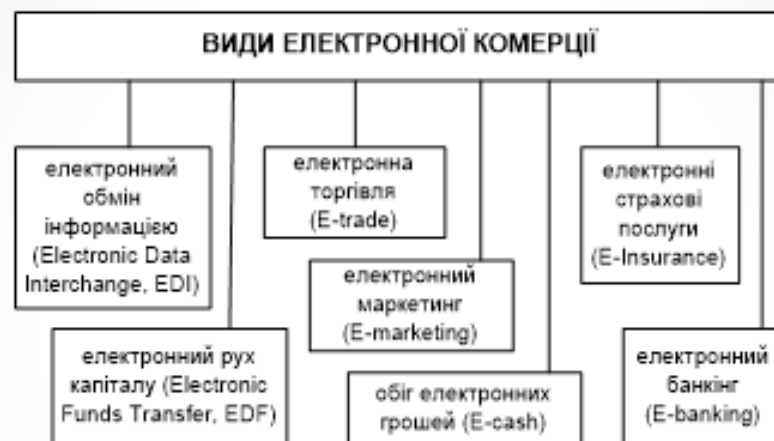 ВИДИ ЕЛЕКТРОННОЇ КОМЕРЦІЇ
електронний
обмін
інформацією
(Electronic Data
Interchange, EDI)
електронна
торгівля
(E-trade)
електронні
страхові
послуги
(E-Insurance)
електронний
маркетинг
(E-marketing)
електронний рух
капіталу (Electronic
Funds Transfer, EDF)
обіг електронних
грошей (E-cash)
електронний
банкінг
(E-banking)